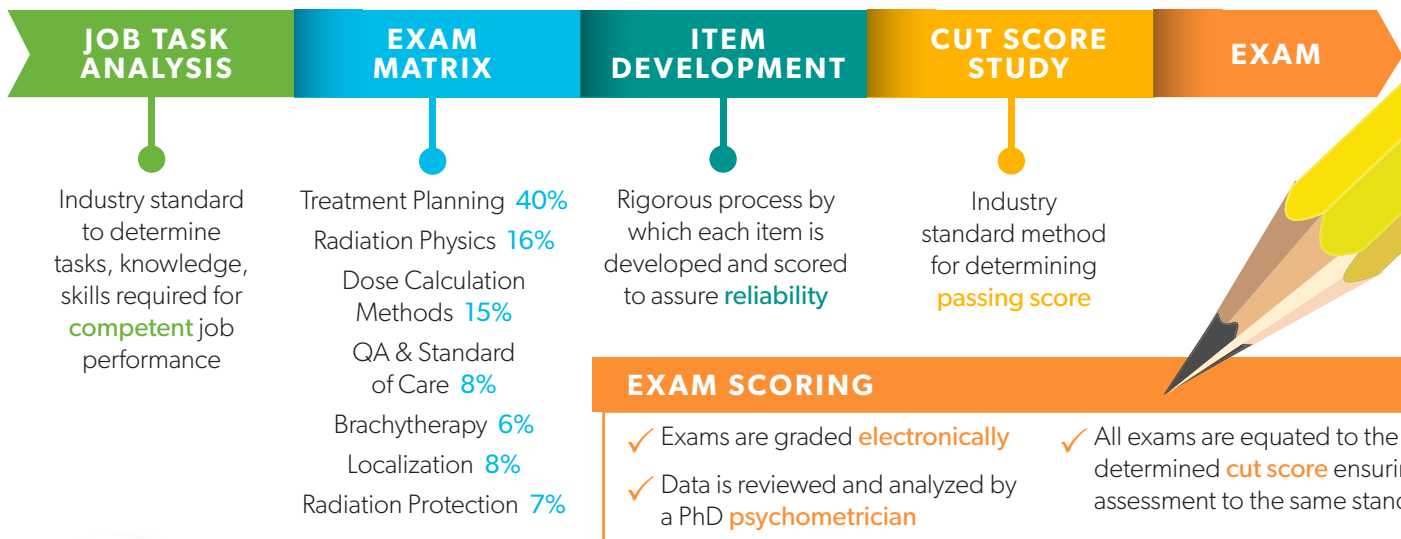 JOB TASK
ANALYSIS
EXAM
MATRIX
ITEM
DEVELOPMENT
CUT SCORE
STUDY
EXAM
Industry standard
to determine
tasks, knowledge,
skills required for
competent job
performance
Treatment Planning 40%
Radiation Physics 16%
Dose Calculation
Methods 15%
QA & Standard
of Care 8%
Brachytherapy 6%
Localization 8%
Radiation Protection 7%
Rigorous process by
which each item is
developed and scored
to assure reliability
Industry
standard method
for determining
passing score
EXAM SCORING
✓ Exams are graded electronically
✓ Data is reviewed and analyzed by
a PhD psychometrician
✓ All exams are equated to the
determined cut score
assessment to the same